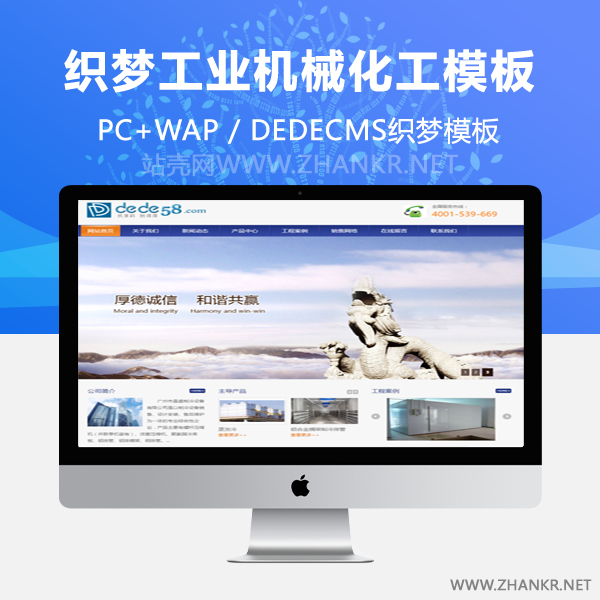 织梦工业机械化工模板
PC+WAP / DEDECMS织梦模板
站壳网WWW.ZHANKR.NET
dede58.com
4001-539-669
网站首页 关于我们 新闻动态 产品中心 工程案例 销售网络 在线留言 联系我们
厚德诚信 和谐共赢
Moral and integrity Harmony and win-win
公司简介 主导产品 工程案例
WWW.ZHANKR.NET